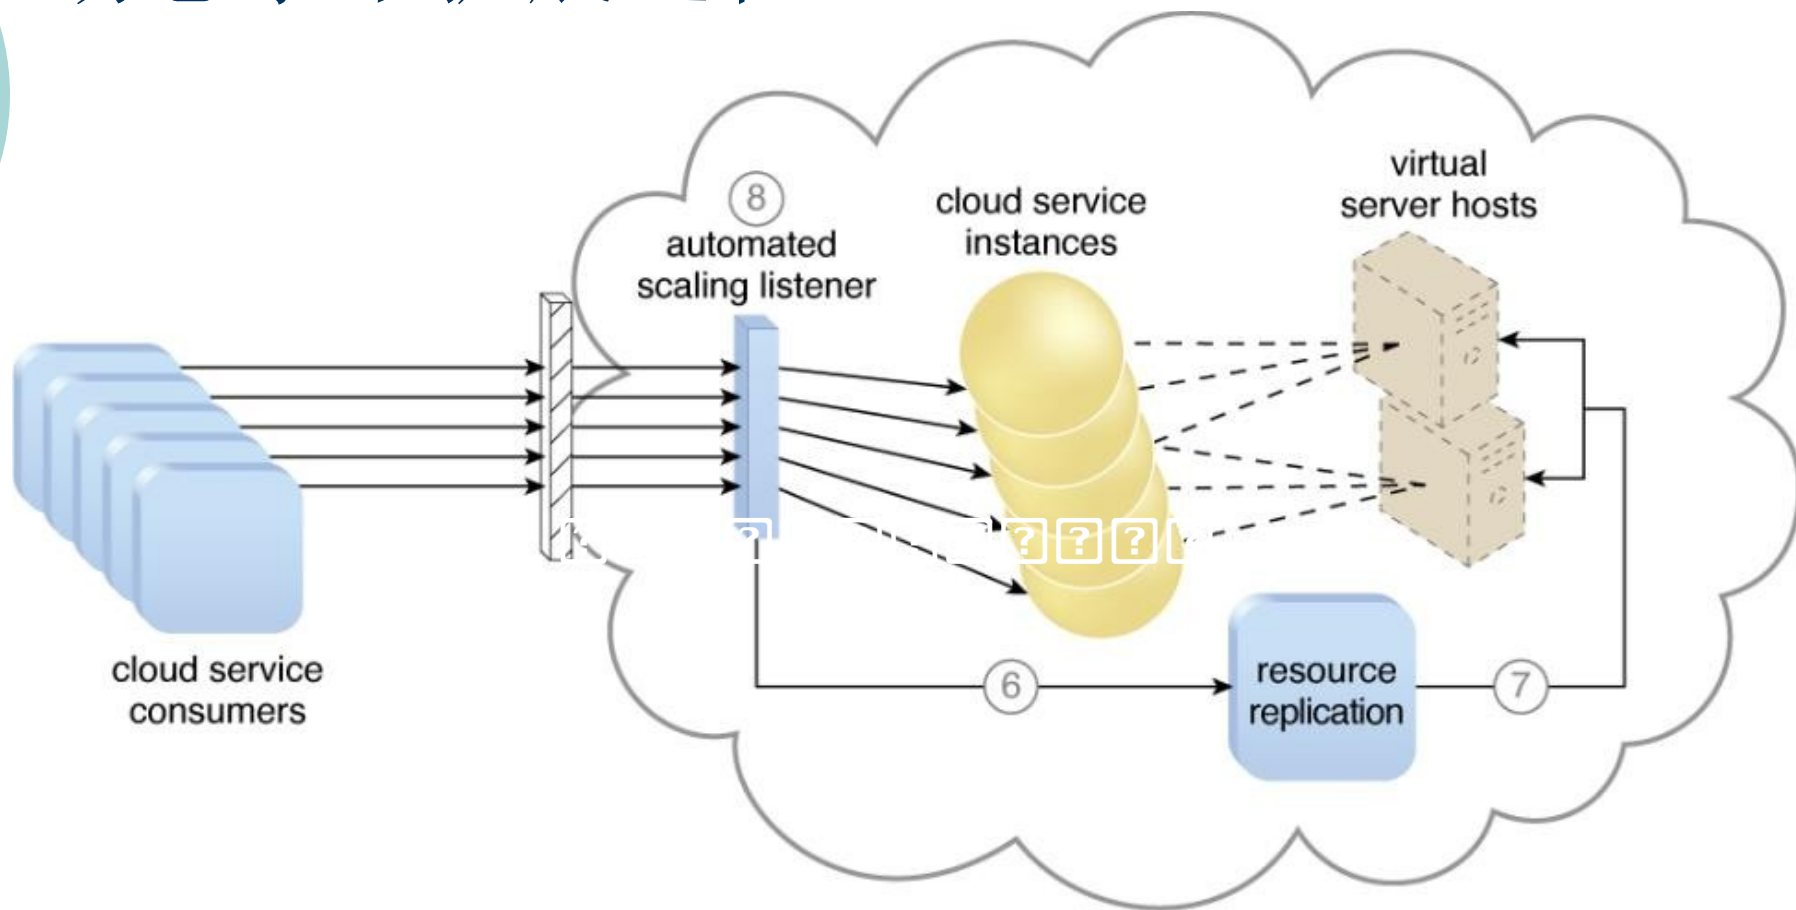 8
automated
scaling listener
cloud service
instances
virtual
server hosts
cloud service
consumers
6
resource
replication
7